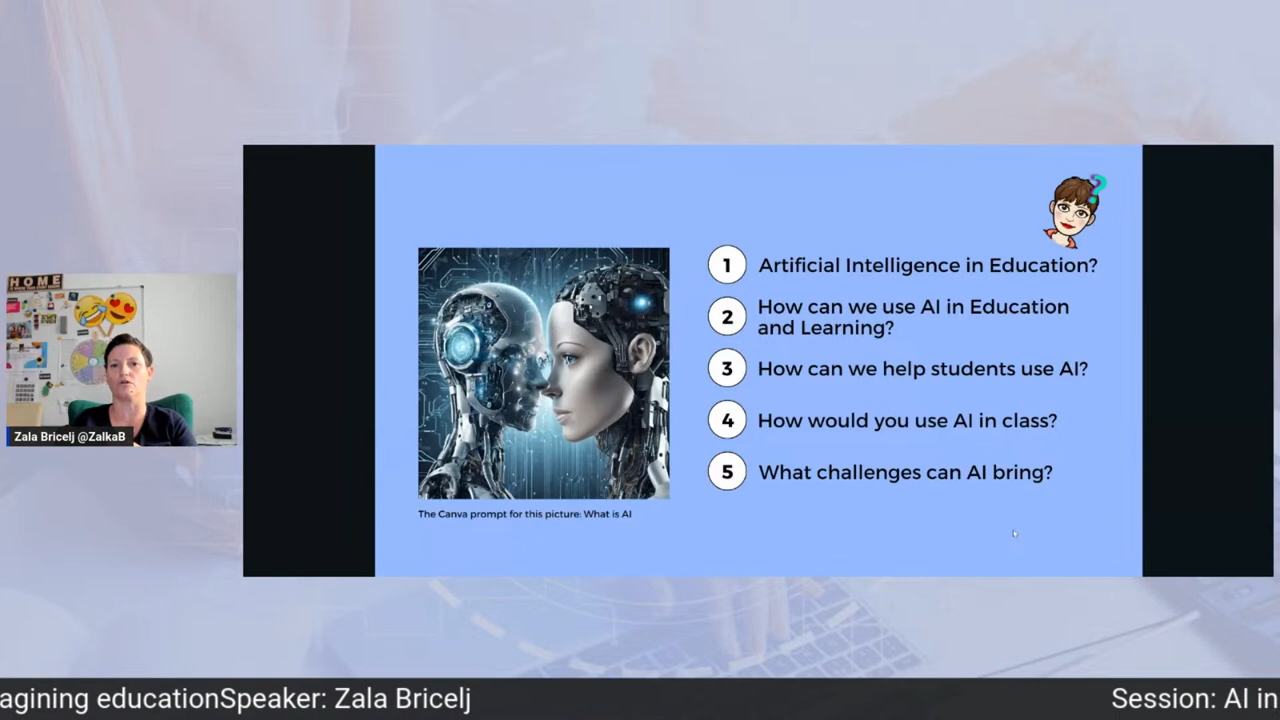 HOME
Zala Bricelj @ZalkaB
?
1 Artificial Intelligence in Education?
2 How can we use AI in Education
and Learning?
3 How can we help students use AI?
4 How would you use AI in class?
5 What challenges can AI bring?
The Canva prompt for this picture: What is AI
agining educationSpeaker: Zala Bricelj
Session: AI in